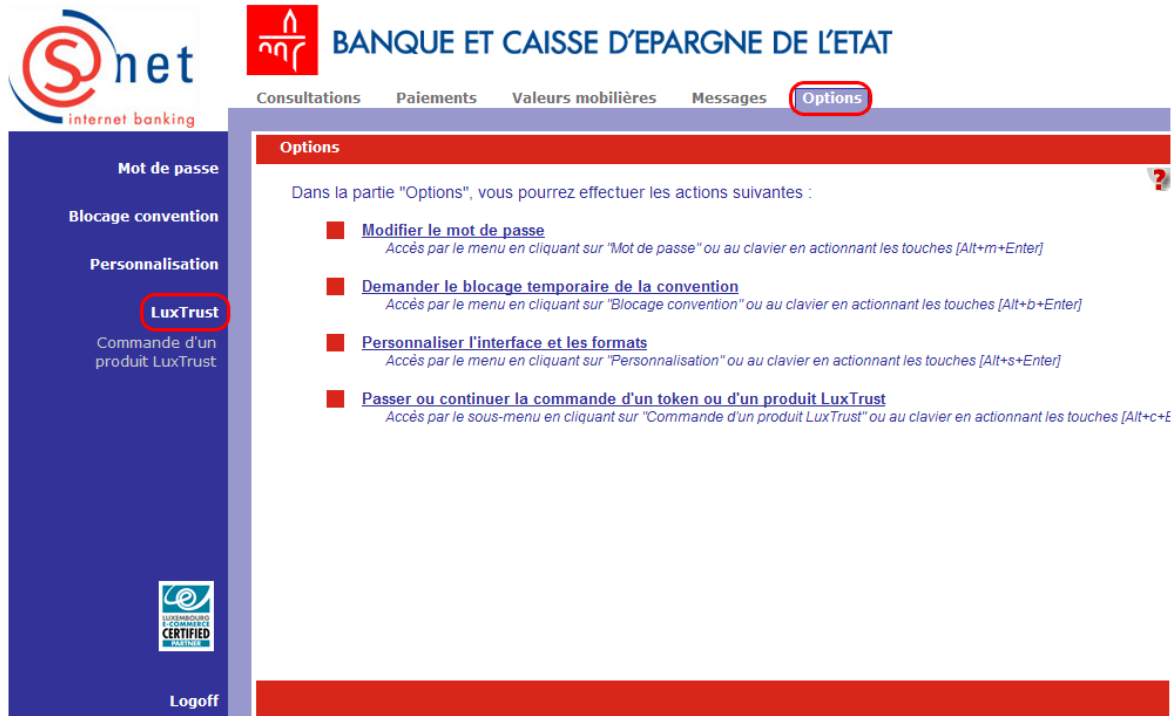 S net
internet banking
BANQUE ET CAISSE D'EPARGNE DE L'ETAT
Consultations Paiements Valeurs mobilières Messages Options
Mot de passe
Blocage convention
Personnalisation
LuxTrust
Commande d'un
produit LuxTrust
Options
?
Dans la partie "Options", vous pourrez effectuer les actions suivantes :
Modifier le mot de passe
Accès par le menu en cliquant sur "Mot de passe" ou au clavier en actionnant les touches [Alt+m+Enter]
Demander le blocage temporaire de la convention
Accès par le menu en cliquant sur "Blocage convention" ou au clavier en actionnant les touches [Alt+b+Enter]
Personnaliser l'interface et les formats
Accès par le menu en cliquant sur "Personnalisation" ou au clavier en actionnant les touches [Alt+s+Enter]
Passer ou continuer la commande d'un token ou d'un produit LuxTrust
Accès par le sous-menu en cliquant sur "Commande d'un produit LuxTrust" ou au clavier en actionnant les touches [Alt+c+E
LUXEMBOURG
E-COMMERCE
CERTIFIED
PARTNER
Logoff